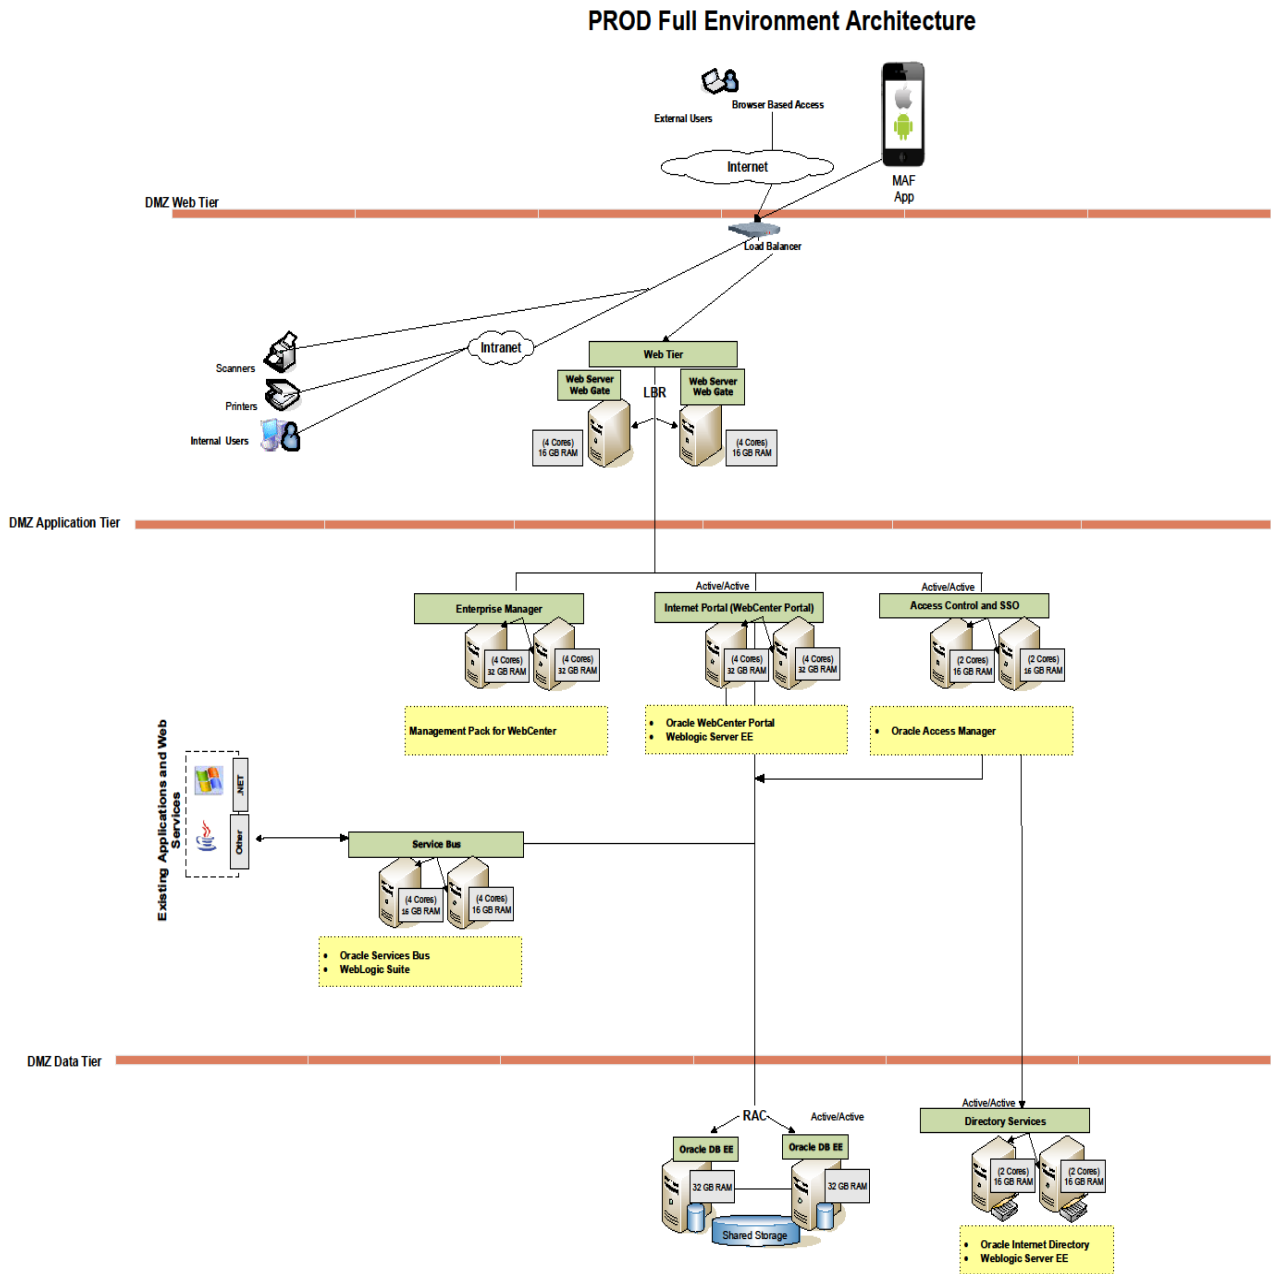 PROD Full Environment Architecture
Browser Based Access
External Users
Internet
MAF
App
DMZ Web Tier
Load Balancer
Scanners
Intranet
Printers
Internal Users
Web Tier
Web Server
Web Gate
LBR
Web Server
Web Gate
(4 Cores)
16 GB RAM
(4 Cores)
16 GB RAM
DMZ Application Tier
Active/Active
Active/Active
Enterprise Manager
Internet Portal (WebCenter Portal)
Access Control and SSO
(4 Cores)
32 GB RAM
(4 Cores)
32 GB RAM
(4 Cores)
32 GB RAM
(4 Cores)
32 GB RAM
(2 Cores)
16 GB RAM
(2 Cores)
16 GB RAM
Management Pack for WebCenter
• Oracle WebCenter Portal
• Weblogic Server EE
• Oracle Access Manager
Existing Applications and Web
Services
.NET
Other
Service Bus
(4 Cores)
16 GB RAM
(4 Cores)
16 GB RAM
• Oracle Services Bus
• WebLogic Suite
DMZ Data Tier
RAC
Active/Active
Active/Active
Oracle DB EE
Oracle DB EE
32 GB RAM
32 GB RAM
Shared Storage
Directory Services
(2 Cores)
16 GB RAM
(2 Cores)
16 GB RAM
• Oracle Internet Directory
• Weblogic Server EE